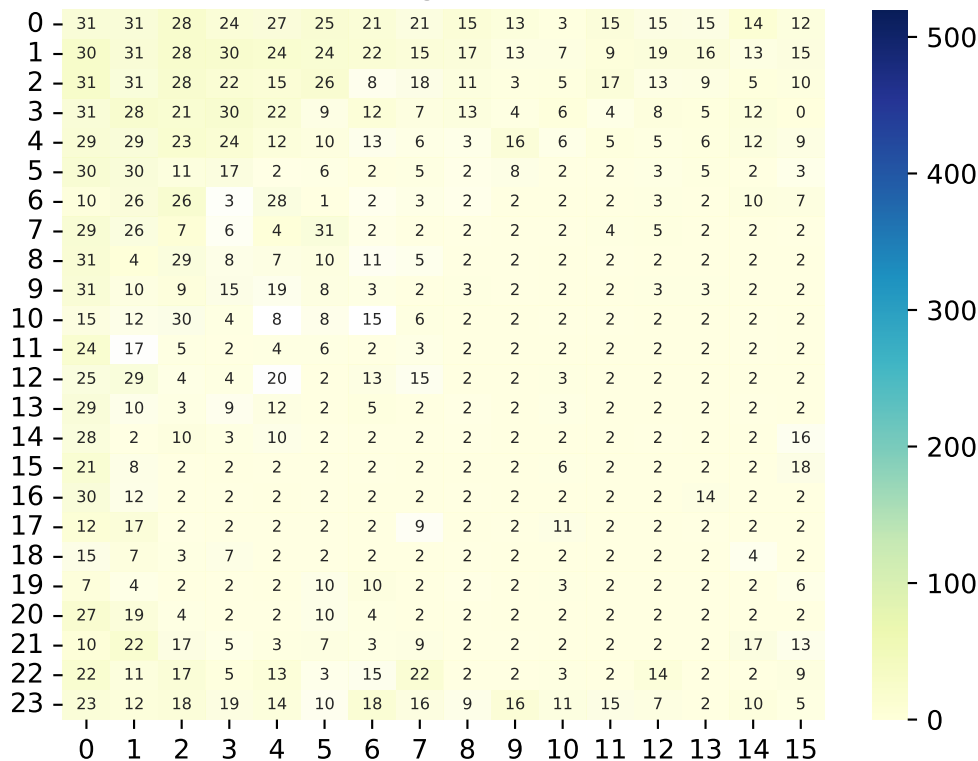 0 31 31 28 24 27 25 21 21 15 13 3 15 15 15 14 12
1 30 31 28 30 24 24 22 15 17 13 7 9 19 16 13 15
2 31 31 28 22 15 26 8 18 11 3 5 17 13 9 5 10
3 31 28 21 30 22 9 12 7 13 4 6 4 8 5 12 0
4 29 29 23 24 12 10 13 6 3 16 6 5 5 6 12 9
5 30 30 11 17 2 6 2 5 2 8 2 2 3 5 2 3
6 10 26 26 3 28 1 2 3 2 2 2 2 3 2 10 7
7 29 26 7 6 4 31 2 2 2 2 2 4 5 2 2 2
8 31 4 29 8 7 10 11 5 2 2 2 2 2 2 2 2
9 31 10 9 15 19 8 3 2 3 2 2 2 3 3 2 2
10 15 12 30 4 8 8 15 6 2 2 2 2 2 2 2 2
11 24 17 5 2 4 6 2 3 2 2 2 2 2 2 2 2
12 25 29 4 4 20 2 13 15 2 2 3 2 2 2 2 2
13 29 10 3 9 12 2 5 2 2 2 3 2 2 2 2 2
14 28 2 10 3 10 2 2 2 2 2 2 2 2 2 2 16
15 21 8 2 2 2 2 2 2 2 2 6 2 2 2 2 18
16 30 12 2 2 2 2 2 2 2 2 2 2 2 14 2 2
17 12 17 2 2 2 2 2 9 2 2 11 2 2 2 2 2
18 15 7 3 7 2 2 2 2 2 2 2 2 2 2 4 2
19 7 4 2 2 2 10 10 2 2 2 3 2 2 2 2 6
20 27 19 4 2 2 10 4 2 2 2 2 2 2 2 2 2
21 10 22 17 5 3 7 3 9 2 2 2 2 2 2 17 13
22 22 11 17 5 13 3 15 22 2 2 3 2 14 2 2 9
23 23 12 18 19 14 10 18 16 9 16 11 15 7 2 10 5
0 1 2 3 4 5 6 7 8 9 10 11 12 13 14 15
500
400
300
200
100
0